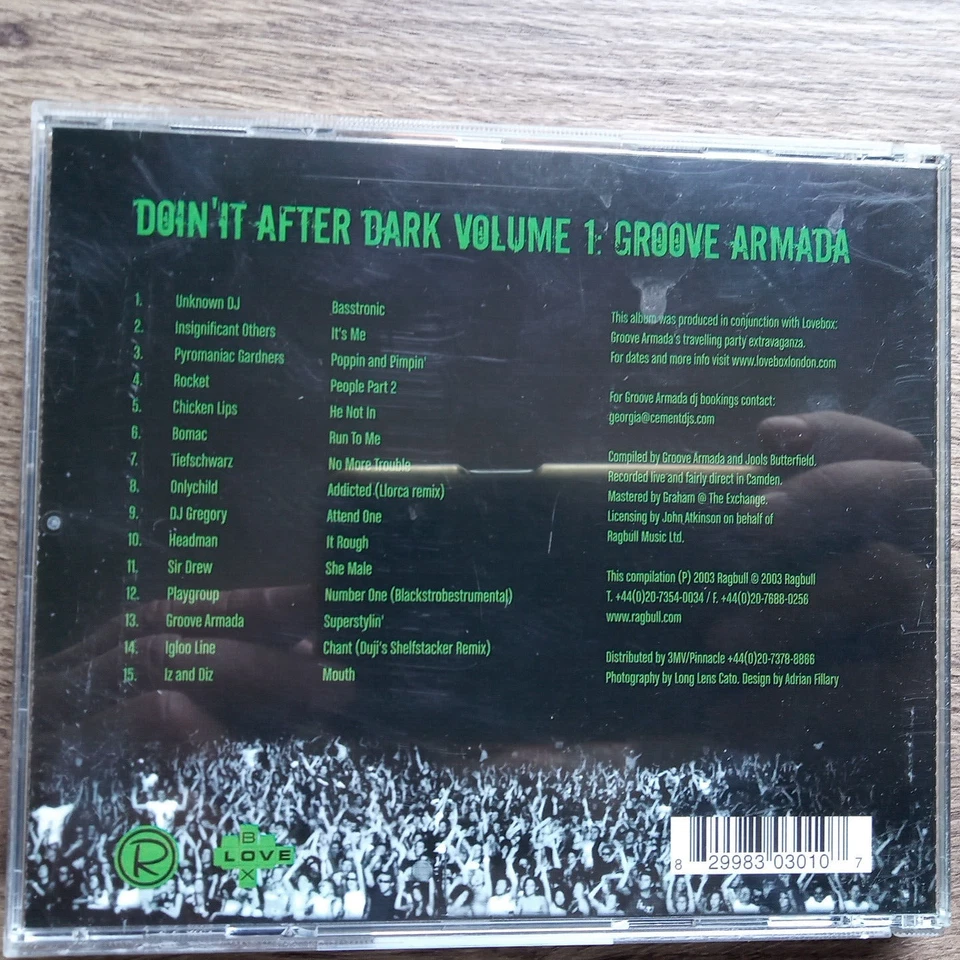 DOIN'IT AFTER DARK VOLUME 1: GROOVE ARMADA
1. Unknown DJ Basstronic
2. Insignificant Others It's Me
3. Pyromaniac Gardners Poppin and Pimpin'
4. Rocket People Part 2
5. Chicken Lips He Not In
6. Bomac Run To Me
7. Tiefschwarz No More Trouble
8. Onlychild Addicted (Llorca remix)
9. DJ Gregory Attend One
10. Headman It Rough
11. Sir Drew She Male
12. Playgroup Number One (Blackstrobestrumental)
13. Groove Armada Superstylin'
14. Igloo Line Chant (Duji's Shelfstacker Remix)
15. Iz and Diz Mouth
This album was produced in conjunction with Lovebox:
Groove Armada's travelling party extravaganza.
For dates and more info visit www.loveboxlondon.com
For Groove Armada dj bookings contact:
georgia@cementdjs.com
Compiled by Groove Armada and Jools Butterfield.
Recorded live and fairly direct in Camden.
Mastered by Graham @ The Exchange.
Licensing by John Atkinson on behalf of
Ragbull Music Ltd.
This compilation (P) 2003 Ragbull © 2003 Ragbull
T. +44(0)20-7354-0034 / F. +44(0)20-7688-0256
www.ragbull.com
Distributed by 3MV/Pinnacle +44(0)20-7378-8866
Photography by Long Lens Cato. Design by Adrian Fillary
R
BOX
LOVE
8 29983 03010 7